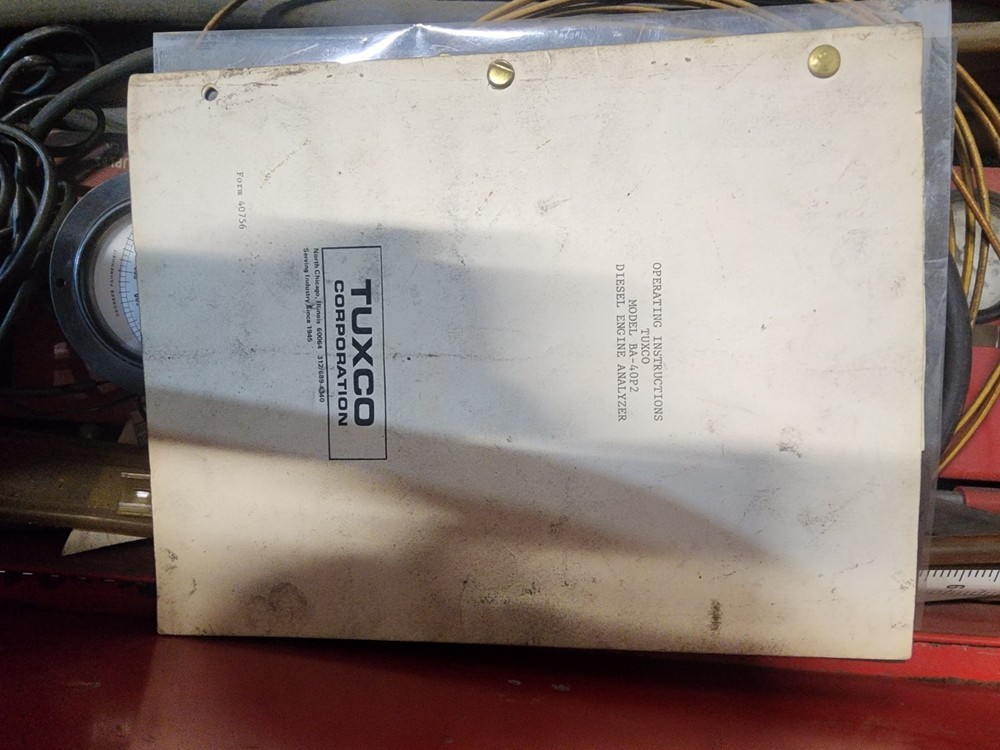 OPERATING INSTRUCTIONS
TUXCO
MODEL BA-40P2
DIESEL ENGINE ANALYZER
TUXCO
CORPORATION
North Chicago, Illinois 60064 312/689-4340
Serving Industry Since 1945
Form 40756
6